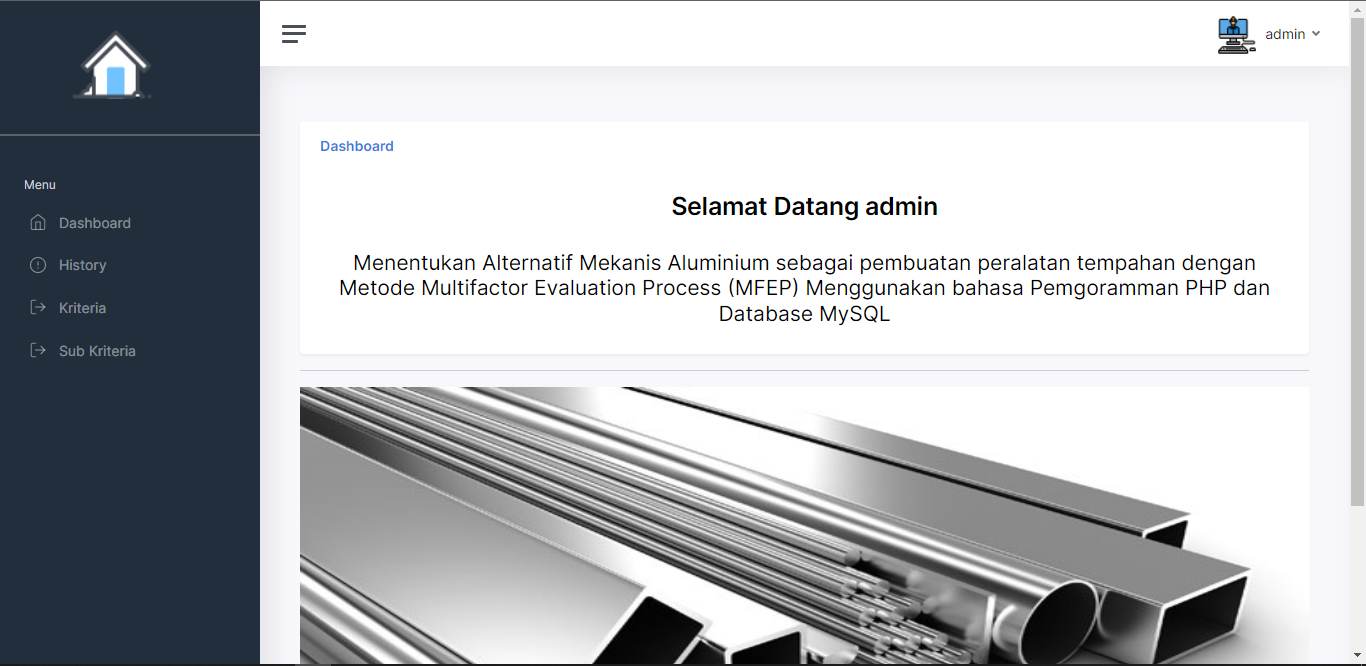 admin
Menu
Dashboard
History
Kriteria
Sub Kriteria
Dashboard
Selamat Datang admin
Menentukan Alternatif Mekanis Aluminium sebagai pembuatan peralatan tempahan dengan
Metode Multifactor Evaluation Process (MFEP) Menggunakan bahasa Pemgoramman PHP dan
Database MySQL